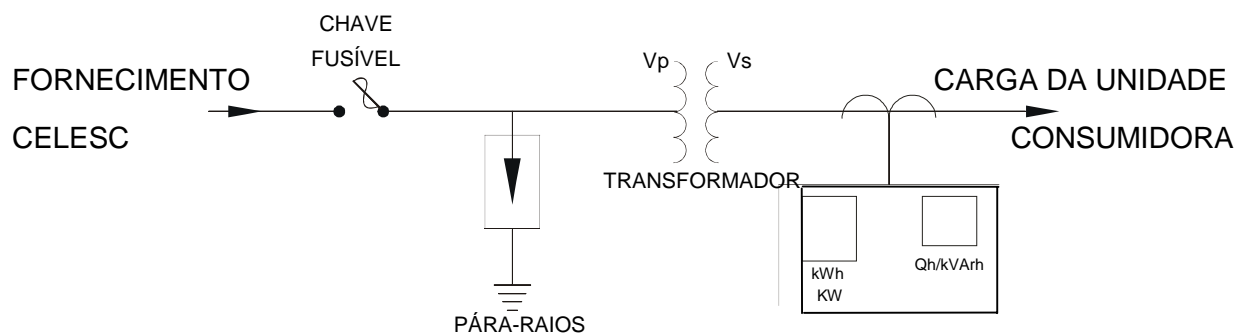 CHAVE
FUSÍVEL
FORNECIMENTO
CELESC
Vp
Vs
TRANSFORMADOR
CARGA DA UNIDADE
CONSUMIDORA
PÁRA-RAIOS
kWh
KW
Qh/kVArh